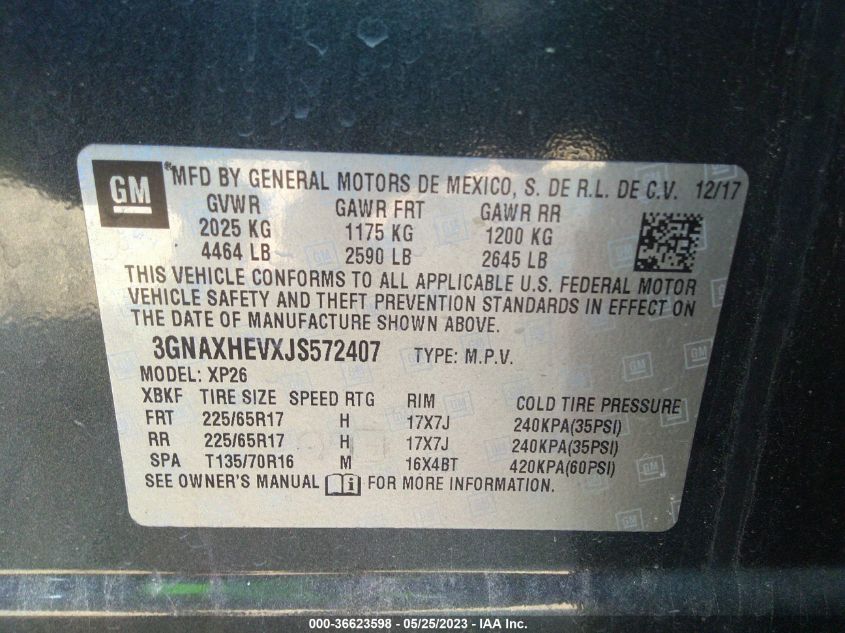 GM
*MFD BY GENERAL MOTORS DE MEXICO, S. DE R.L. DE C.V. 12/17
GVWR GAWR FRT GAWR RR
2025 KG 1175 KG 1200 KG
4464 LB 2590 LB 2645 LB
THIS VEHICLE CONFORMS TO ALL APPLICABLE U.S. FEDERAL MOTOR
VEHICLE SAFETY AND THEFT PREVENTION STANDARDS IN EFFECT ON
THE DATE OF MANUFACTURE SHOWN ABOVE.
3GNAXHEVXJS572407 TYPE: M.P.V.
MODEL: XP26
XBKF TIRE SIZE SPEED RTG RIM COLD TIRE PRESSURE
FRT 225/65R17 H 17X7J 240KPA(35PSI)
RR 225/65R17 H 17X7J 240KPA(35PSI)
SPA T135/70R16 M 16X4BT 420KPA(60PSI)
SEE OWNER'S MANUAL i FOR MORE INFORMATION.
000-36623598 - 05/25/2023 - IAA Inc.